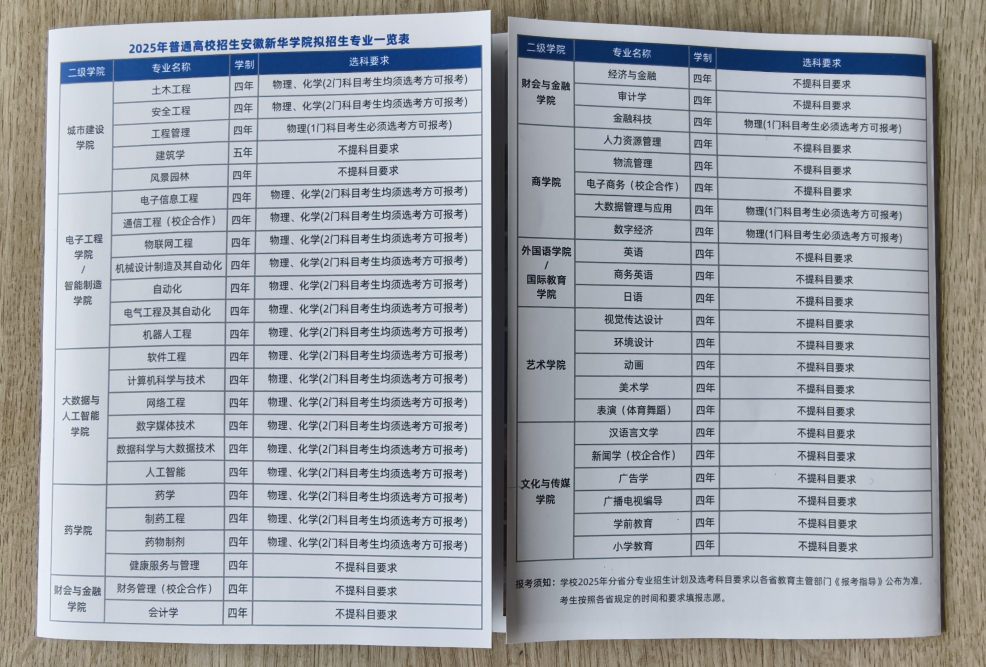 2025年普通高校招生安徽新华学院拟招生专业一览表
二级学院 专业名称 学制 选科要求
城市建设学院
土木工程 四年 物理、化学(2门科目考生均须选考方可报考)
安全工程 四年 物理、化学(2门科目考生均须选考方可报考)
工程管理 四年 物理(1门科目考生必须选考方可报考)
建筑学 五年 不提科目要求
风景园林 四年 不提科目要求
电子工程学院/智能制造学院
电子信息工程 四年 物理、化学(2门科目考生均须选考方可报考)
通信工程（校企合作） 四年 物理、化学(2门科目考生均须选考方可报考)
物联网工程 四年 物理、化学(2门科目考生均须选考方可报考)
机械设计制造及其自动化 四年 物理、化学(2门科目考生均须选考方可报考)
自动化 四年 物理、化学(2门科目考生均须选考方可报考)
电气工程及其自动化 四年 物理、化学(2门科目考生均须选考方可报考)
机器人工程 四年 物理、化学(2门科目考生均须选考方可报考)
大数据与人工智能学院
软件工程 四年 物理、化学(2门科目考生均须选考方可报考)
计算机科学与技术 四年 物理、化学(2门科目考生均须选考方可报考)
网络工程 四年 物理、化学(2门科目考生均须选考方可报考)
数字媒体技术 四年 物理、化学(2门科目考生均须选考方可报考)
数据科学与大数据技术 四年 物理、化学(2门科目考生均须选考方可报考)
人工智能 四年 物理、化学(2门科目考生均须选考方可报考)
药学院
药学 四年 物理、化学(2门科目考生均须选考方可报考)
制药工程 四年 物理、化学(2门科目考生均须选考方可报考)
药物制剂 四年 物理、化学(2门科目考生均须选考方可报考)
健康服务与管理 四年 不提科目要求
财会与金融学院
财务管理（校企合作） 四年 不提科目要求
会计学 四年 不提科目要求
二级学院 专业名称 学制 选科要求
财会与金融学院
经济与金融 四年 不提科目要求
审计学 四年 不提科目要求
金融科技 四年 物理(1门科目考生必须选考方可报考)
商学院
人力资源管理 四年 不提科目要求
物流管理 四年 不提科目要求
电子商务（校企合作） 四年 不提科目要求
大数据管理与应用 四年 物理(1门科目考生必须选考方可报考)
数字经济 四年 物理(1门科目考生必须选考方可报考)
外国语学院/国际教育学院
英语 四年 不提科目要求
商务英语 四年 不提科目要求
日语 四年 不提科目要求
艺术学院
视觉传达设计 四年 不提科目要求
环境设计 四年 不提科目要求
动画 四年 不提科目要求
美术学 四年 不提科目要求
表演（体育舞蹈） 四年 不提科目要求
文化与传媒学院
汉语言文学 四年 不提科目要求
新闻学（校企合作） 四年 不提科目要求
广告学 四年 不提科目要求
广播电视编导 四年 不提科目要求
学前教育 四年 不提科目要求
小学教育 四年 不提科目要求
报考须知：学校2025年分省分专业招生计划及选考科目要求以各省教育主管部门《报考指导》公布为准，
考生按照各省规定的时间和要求填报志愿。